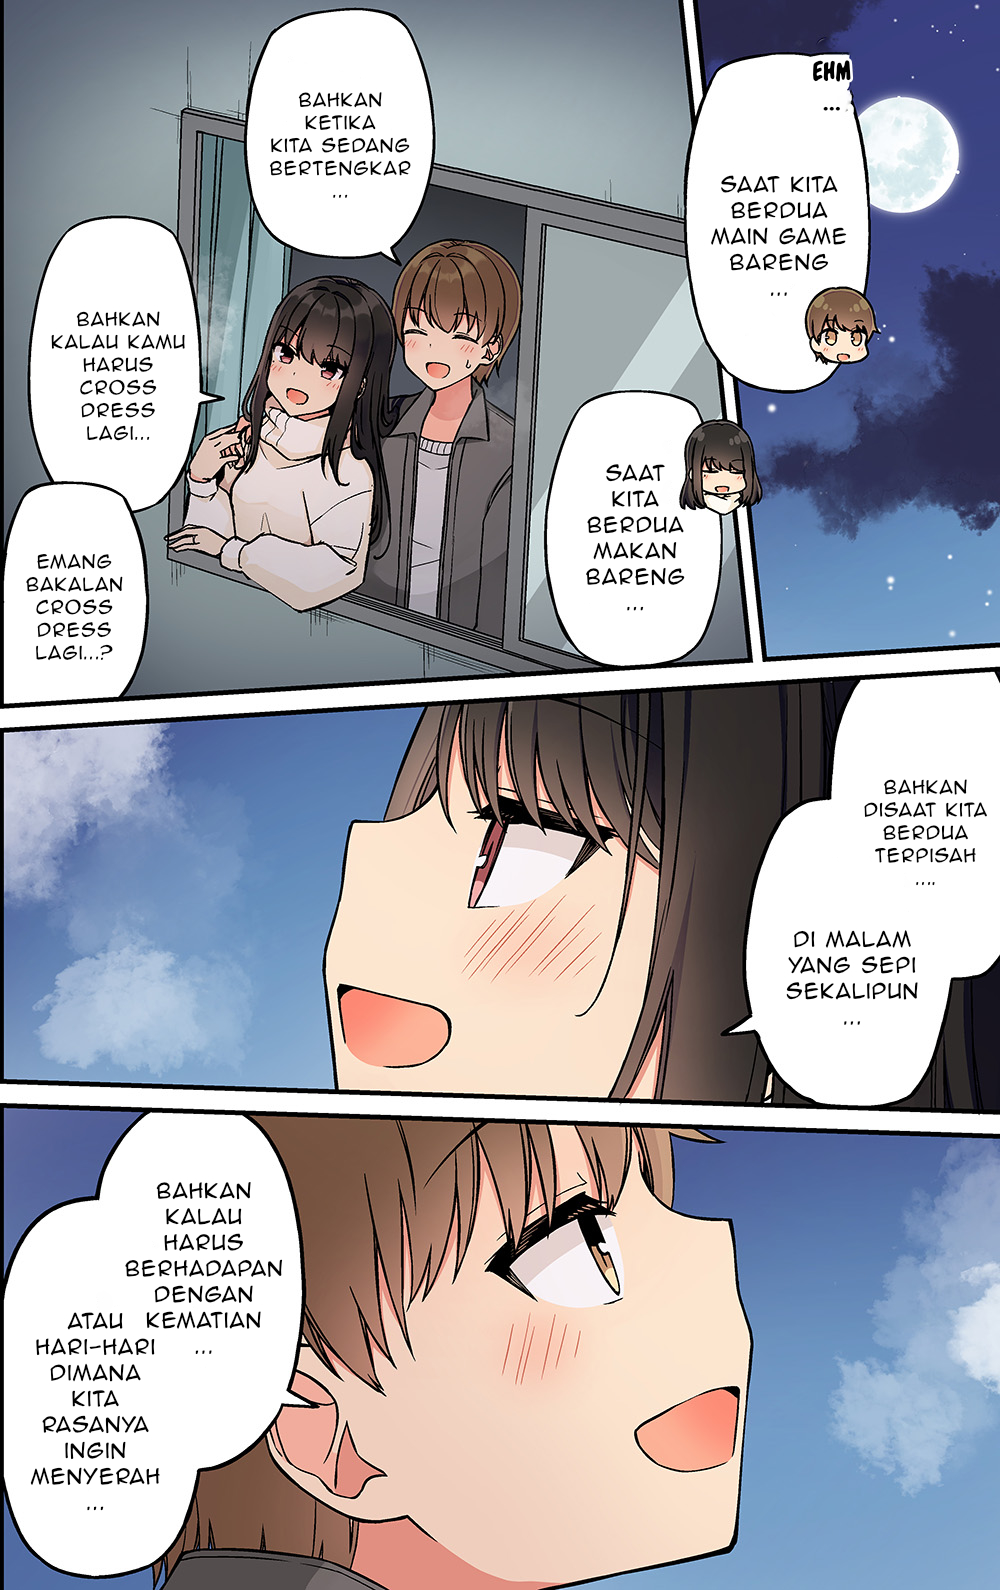 EHM
...
SAAT KITA
BERDUA
MAIN GAME
BARENG
...
SAAT
KITA
BERDUA
MAKAN
BARENG
...
BAHKAN
KETIKA
KITA SEDANG
BERTENGKAR
...
BAHKAN
KALAU KAMU
HARUS
CROSS
DRESS
LAGI...
EMANG
BAKALAN
CROSS
DRESS
LAGI...?
BAHKAN
DISAAT KITA
BERDUA
TERPISAH
....
DI MALAM
YANG SEPI
SEKALIPUN
...
BAHKAN
KALAU
HARUS
BERHADAPAN
DENGAN
KEMATIAN
...
ATAU
HARI-HARI
DIMANA
KITA
RASANYA
INGIN
MENYERAH
...